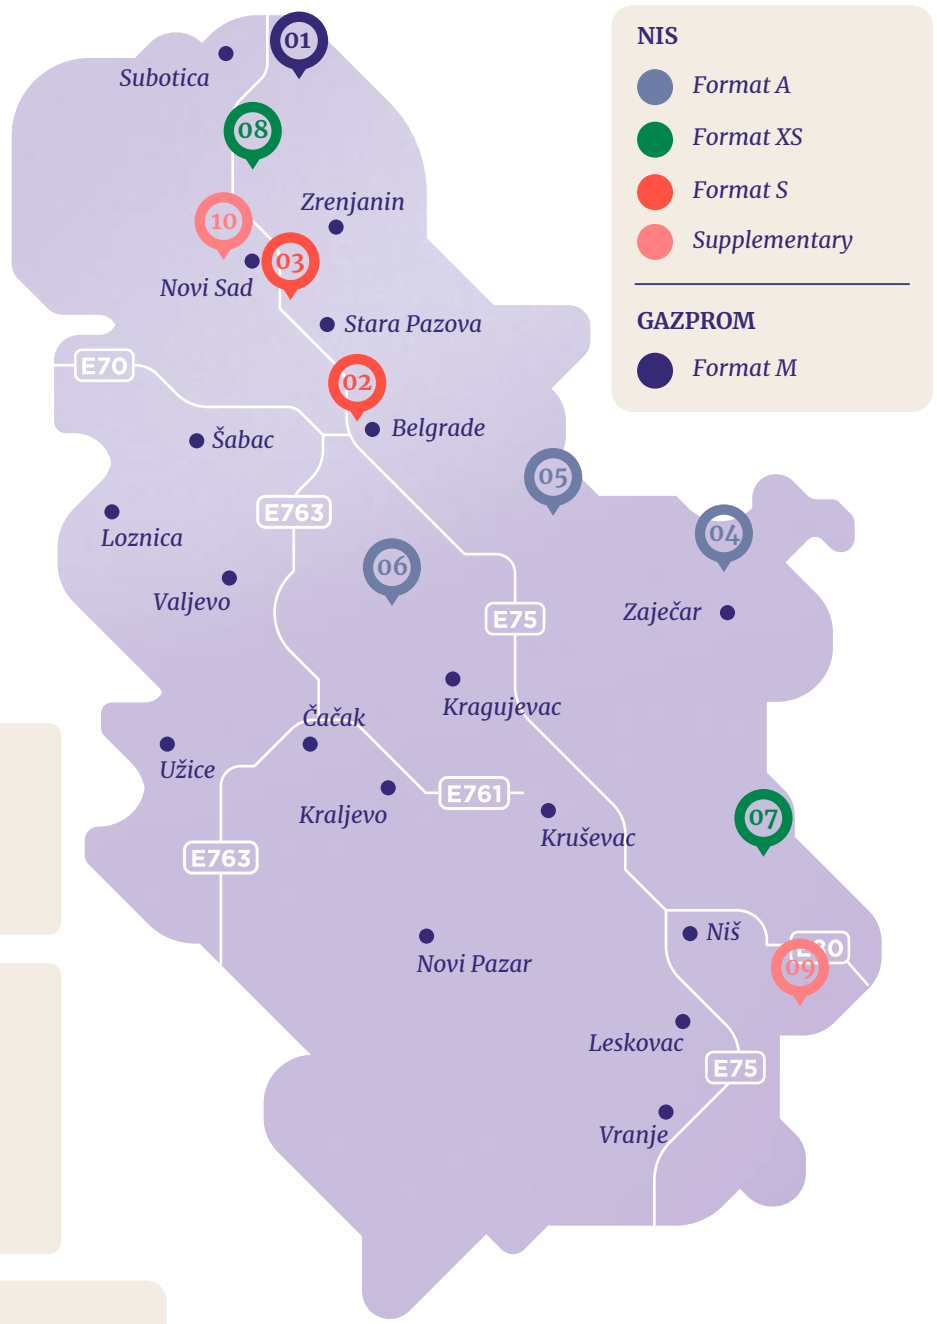 01
Subotica
08
10
Zrenjanin
03
Novi Sad
Stara Pazova
E70
02
Belgrade
Šabac
05
E763
04
Loznica
06
Valjevo
E75
Zaječar
Kragujevac
Čačak
Užice
E761
Kraljevo
07
Kruševac
E763
Niš
E80
09
Novi Pazar
Leskovac
E75
Vranje
NIS
Format A
Format XS
Format S
Supplementary
GAZPROM
Format M